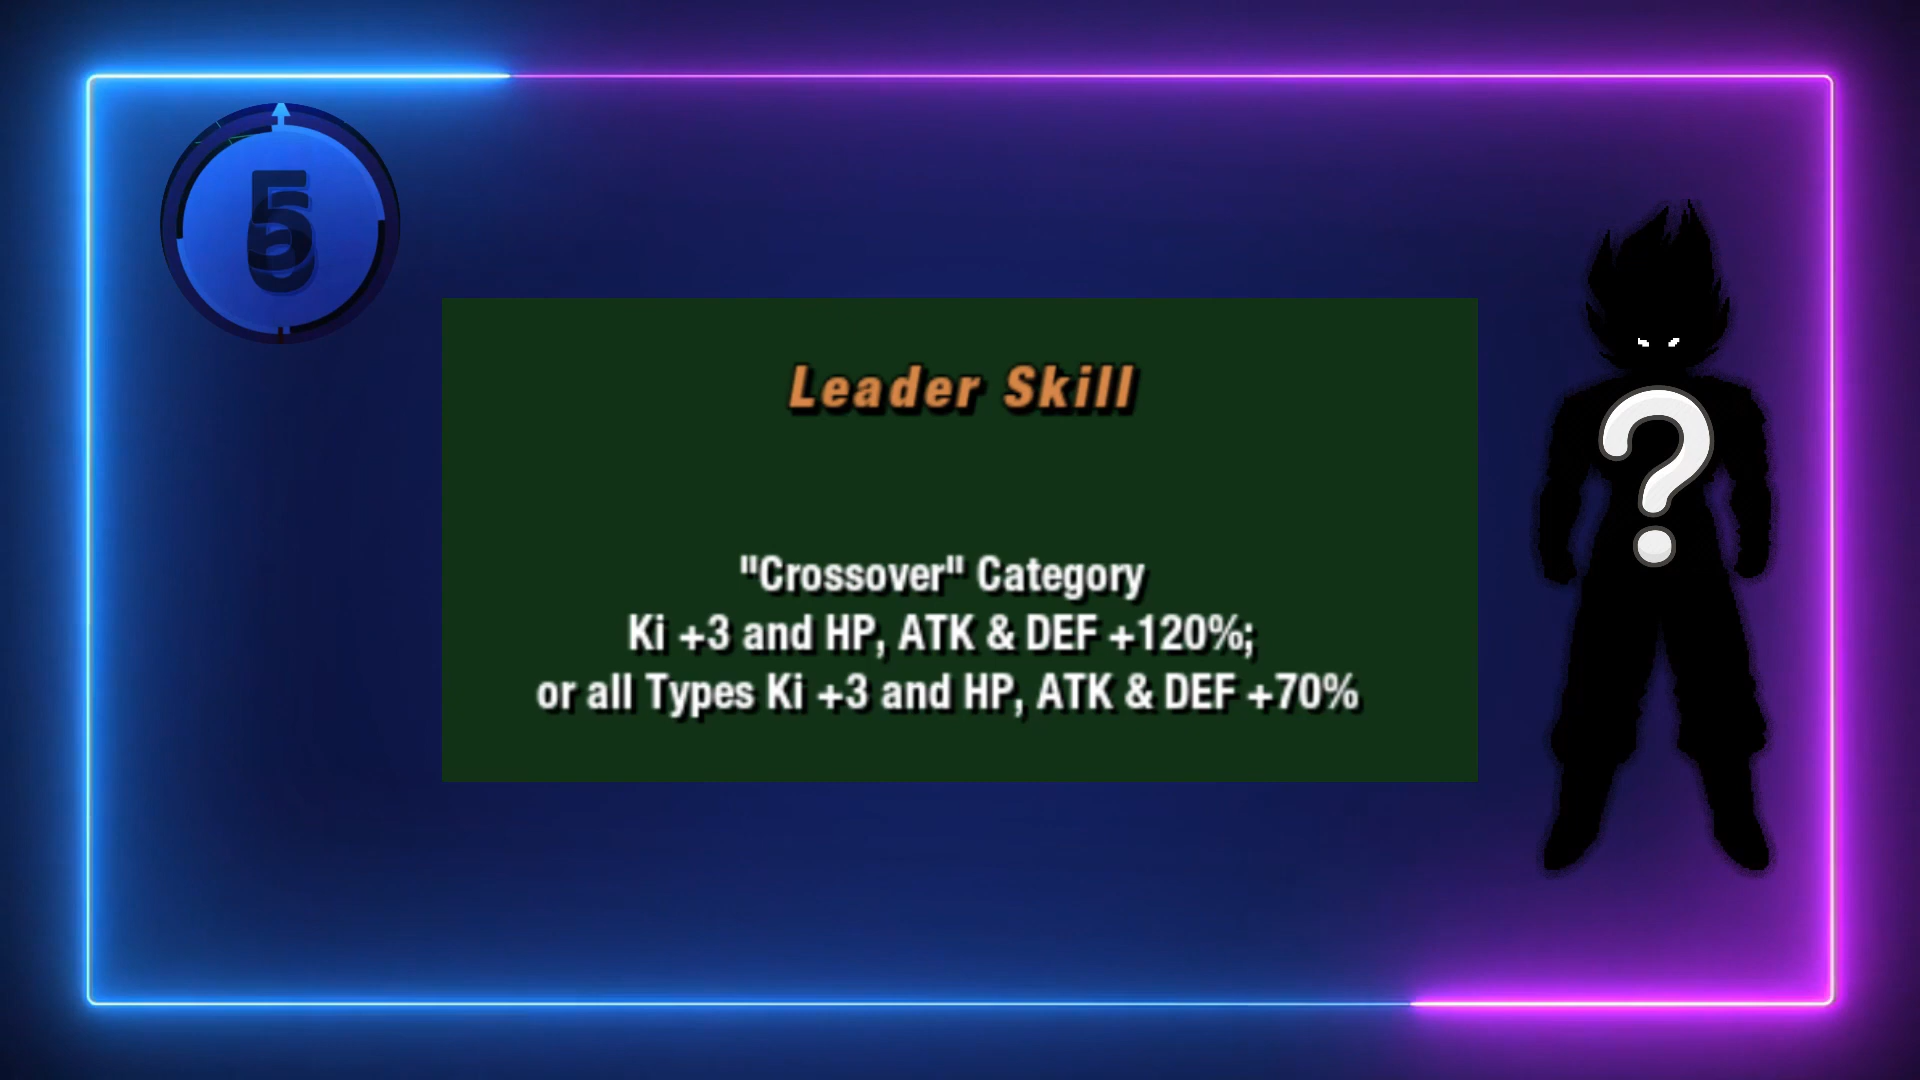 Leader Skill
"Crossover" Category
Ki +3 and HP, ATK & DEF +120%;
or all Types Ki +3 and HP, ATK & DEF +70%
?